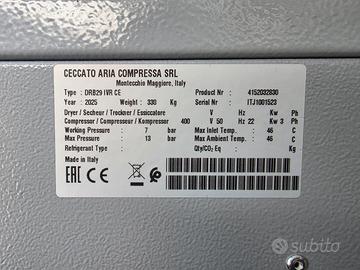 CECCATO ARIA COMPRESSA SRL
Montecchio Maggiore, Italy
Type : DRB29 IVR CE Product Nr : 4152032830
Year : 2025 Weight : 330 Kg Serial Nr : ITJ1001523
Dryer / Secheur / Trockner / Essiccatore V Hz Kw Ph
Compressor / Compresseur / Kompressor 400 V 50 Hz 22 Kw 3 Ph
Working Pressure : 7 bar Max Inlet Temp. : 46 C
Max Pressure : 13 bar Max Ambient Temp. : 46 C
Refrigerant Type : Qty/CO2 Eq : Kg
Made in Italy
CE
subito